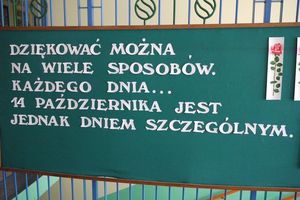 DZIĘKOWAĆ MOŻNA
NA WIELE SPOSOBÓW.
KAŻDEGO DNIA...
14 PAŹDZIERNIKA JEST
JEDNAK DNIEM SZCZEGÓLNYM.